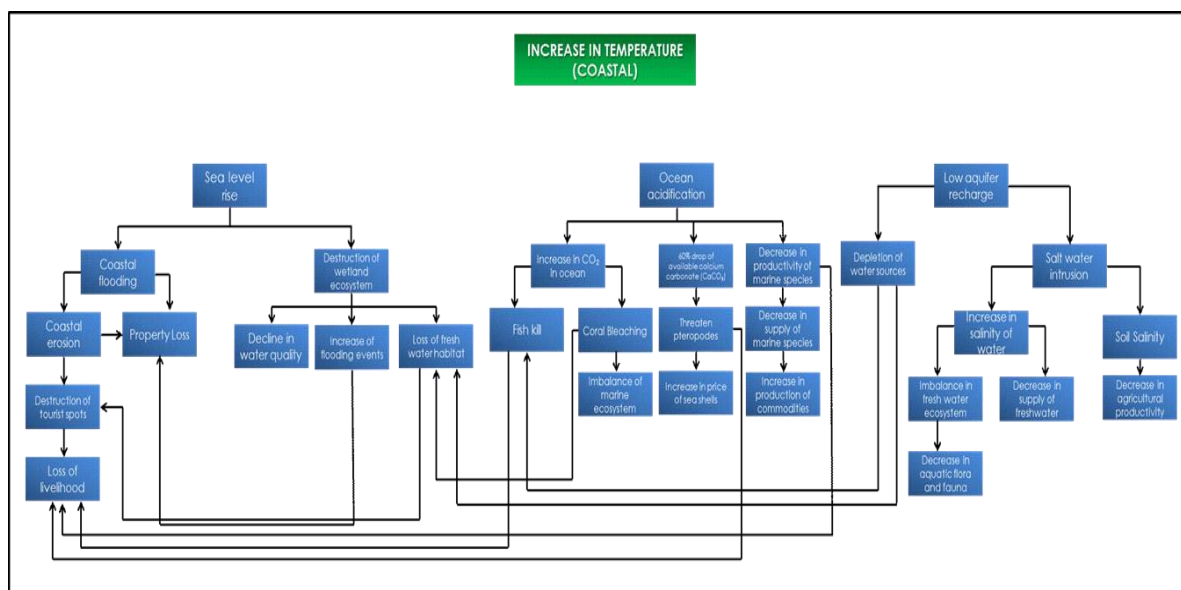 INCREASE IN TEMPERATURE
(COASTAL)
Sea level
rise
Ocean
acidification
Low aquifer
recharge
Coastal
flooding
Destruction of
wetland
ecosystem
Increase in CO₂
In ocean
60% drop of
available calcium
carbonate (CaCO₃)
Decrease in
productivity of
marine species
Depletion of
water sources
Salt water
intrusion
Coastal
erosion
Property Loss
Decline in
water quality
Increase of
flooding events
Loss of fresh
water habitat
Fish kill
Coral Bleaching
Threaten
pteropodes
Decrease in
supply of
marine species
Increase in
salinity of
water
Soil Salinity
Destruction of
tourist spots
Imbalance of
marine
ecosystem
Increase in price
of sea shells
Increase in
production of
commodities
Imbalance in
fresh water
ecosystem
Decrease in
supply of
freshwater
Decrease in
agricultural
productivity
Loss of
livelihood
Decrease in
aquatic flora
and fauna